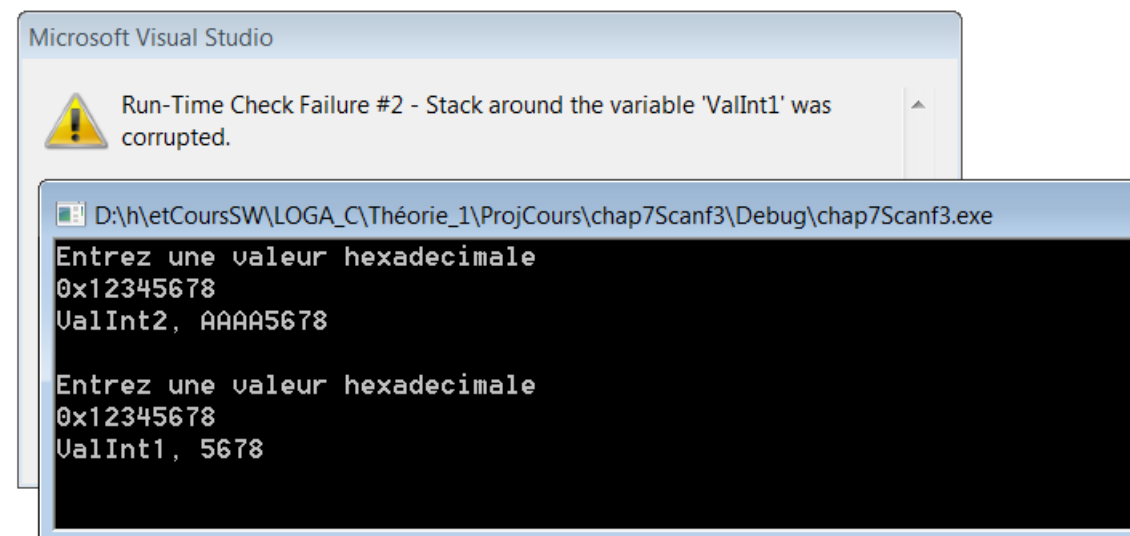 Microsoft Visual Studio
Run-Time Check Failure #2 - Stack around the variable 'ValInt1' was
corrupted.
D:\h\etCoursSW\LOGA_C\Théorie_1\ProjCours\chap7Scanf3\Debug\chap7Scanf3.exe
Entrez une valeur hexadecimale
0x12345678
ValInt2, AAAA5678
Entrez une valeur hexadecimale
0x12345678
ValInt1, 5678